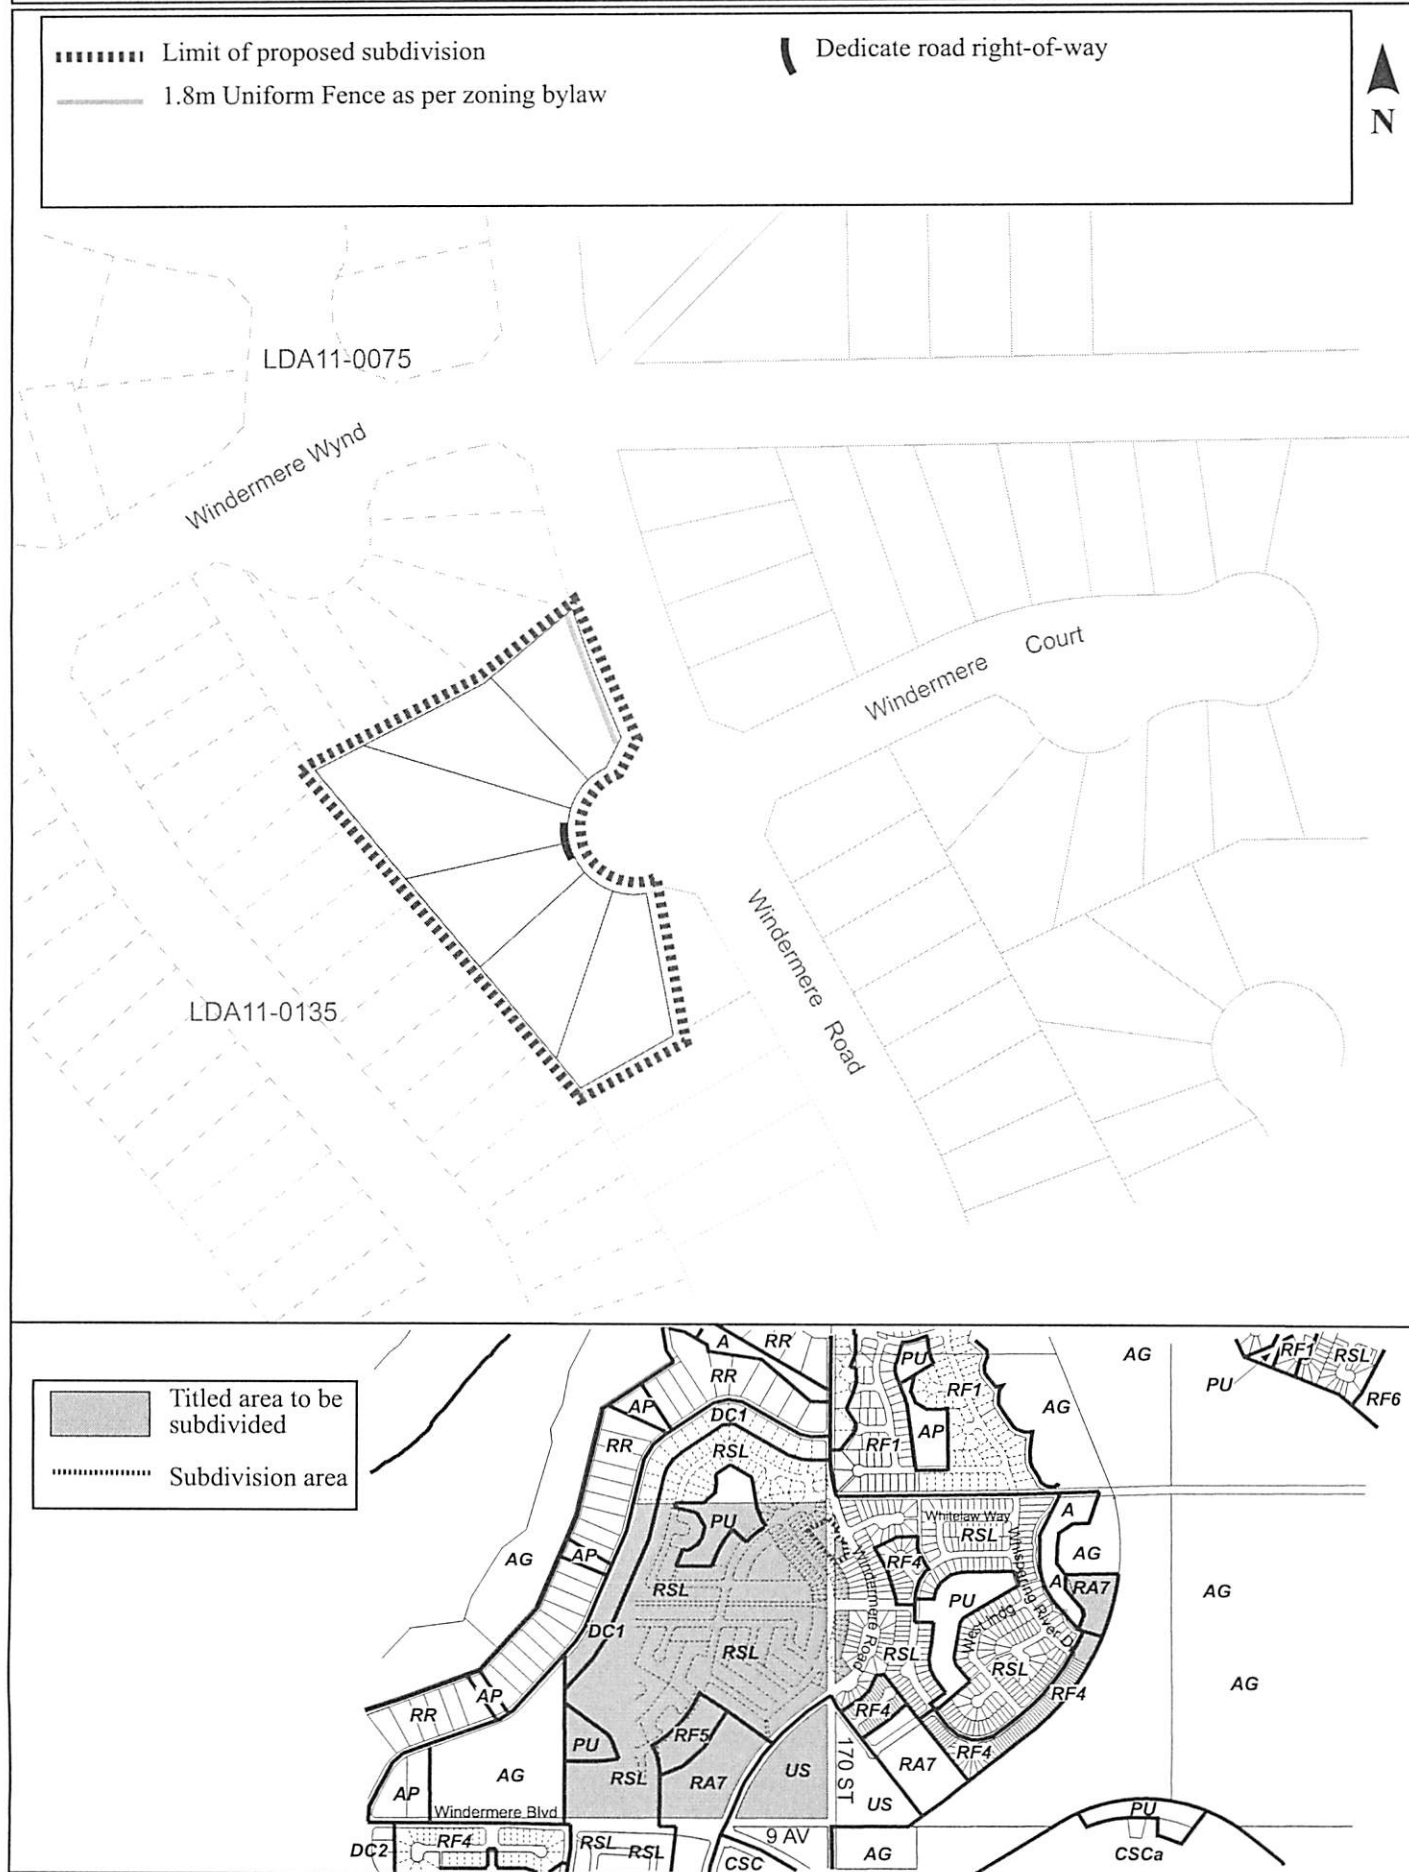 Limit of proposed subdivision
Dedicate road right-of-way
1.8m Uniform Fence as per zoning bylaw
N
LDA11-0075
Windermere Wynd
Windermere Court
Windermere Road
LDA11-0135
Titled area to be
subdivided
Subdivision area
A
RR
RR
AP
DC1
RR
RSL
PU
RF1
AP
RF1
AG
AG
PU
RF1
RSL
RF6
PU
AG
AP
RSL
DC1
RSL
Whitelaw Way
RSL
RF4
Windermere Road
Whispering River D
A
AG
A
RA7
AG
PU
RSL
RSL
RF4
AG
RR
AP
AP
AG
PU
RSL
RF5
RA7
US
170 ST
RF4
RA7
RF4
US
Windermere Blvd
DC2
RF4
RSL
RSL
CSC
9 AV
AG
PU
CSCa